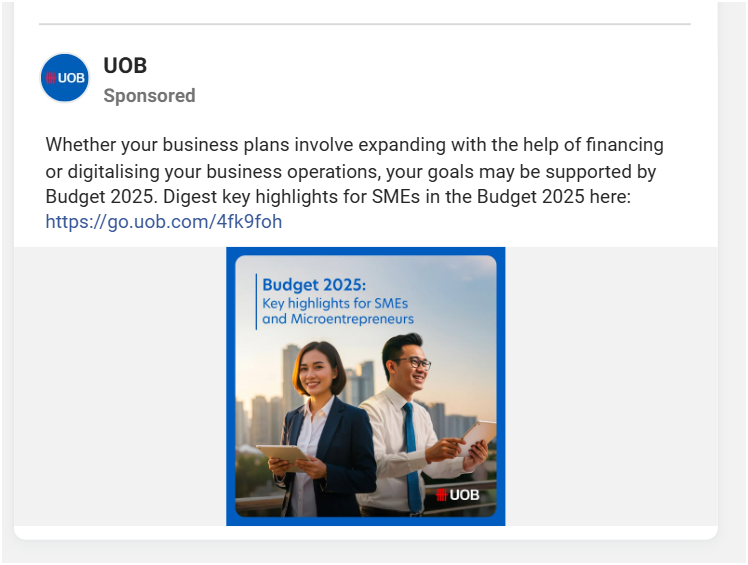 UOB
UOB
Sponsored
Whether your business plans involve expanding with the help of financing
or digitalising your business operations, your goals may be supported by
Budget 2025. Digest key highlights for SMEs in the Budget 2025 here:
https://go.uob.com/4fk9foh
Budget 2025:
Key highlights for SMEs
and Microentrepreneurs
UOB